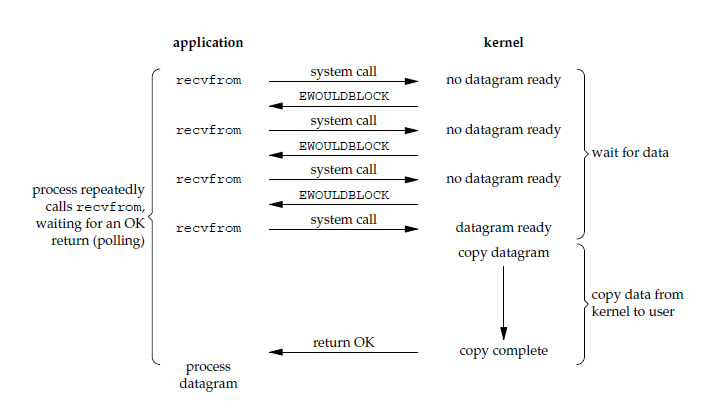 application kernel
recvfrom system call no datagram ready
EWOULDBLOCK
recvfrom system call no datagram ready
EWOULDBLOCK
wait for data
recvfrom system call no datagram ready
EWOULDBLOCK
process repeatedly
calls recvfrom,
waiting for an OK
return (polling)
recvfrom system call datagram ready
copy datagram
copy data from
kernel to user
return OK copy complete
process
datagram